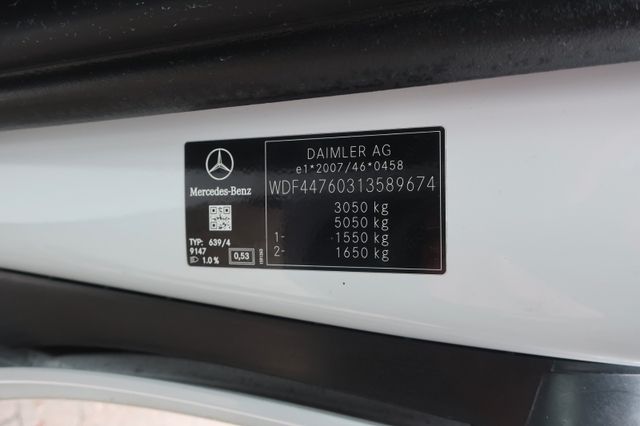 DAIMLER AG
e1*2007/46*0458
WDF44760313589674
3050 kg
5050 kg
1- 1550 kg
2- 1650 kg
Mercedes-Benz
TYP: 639/4
9147
1.0 % 0,53